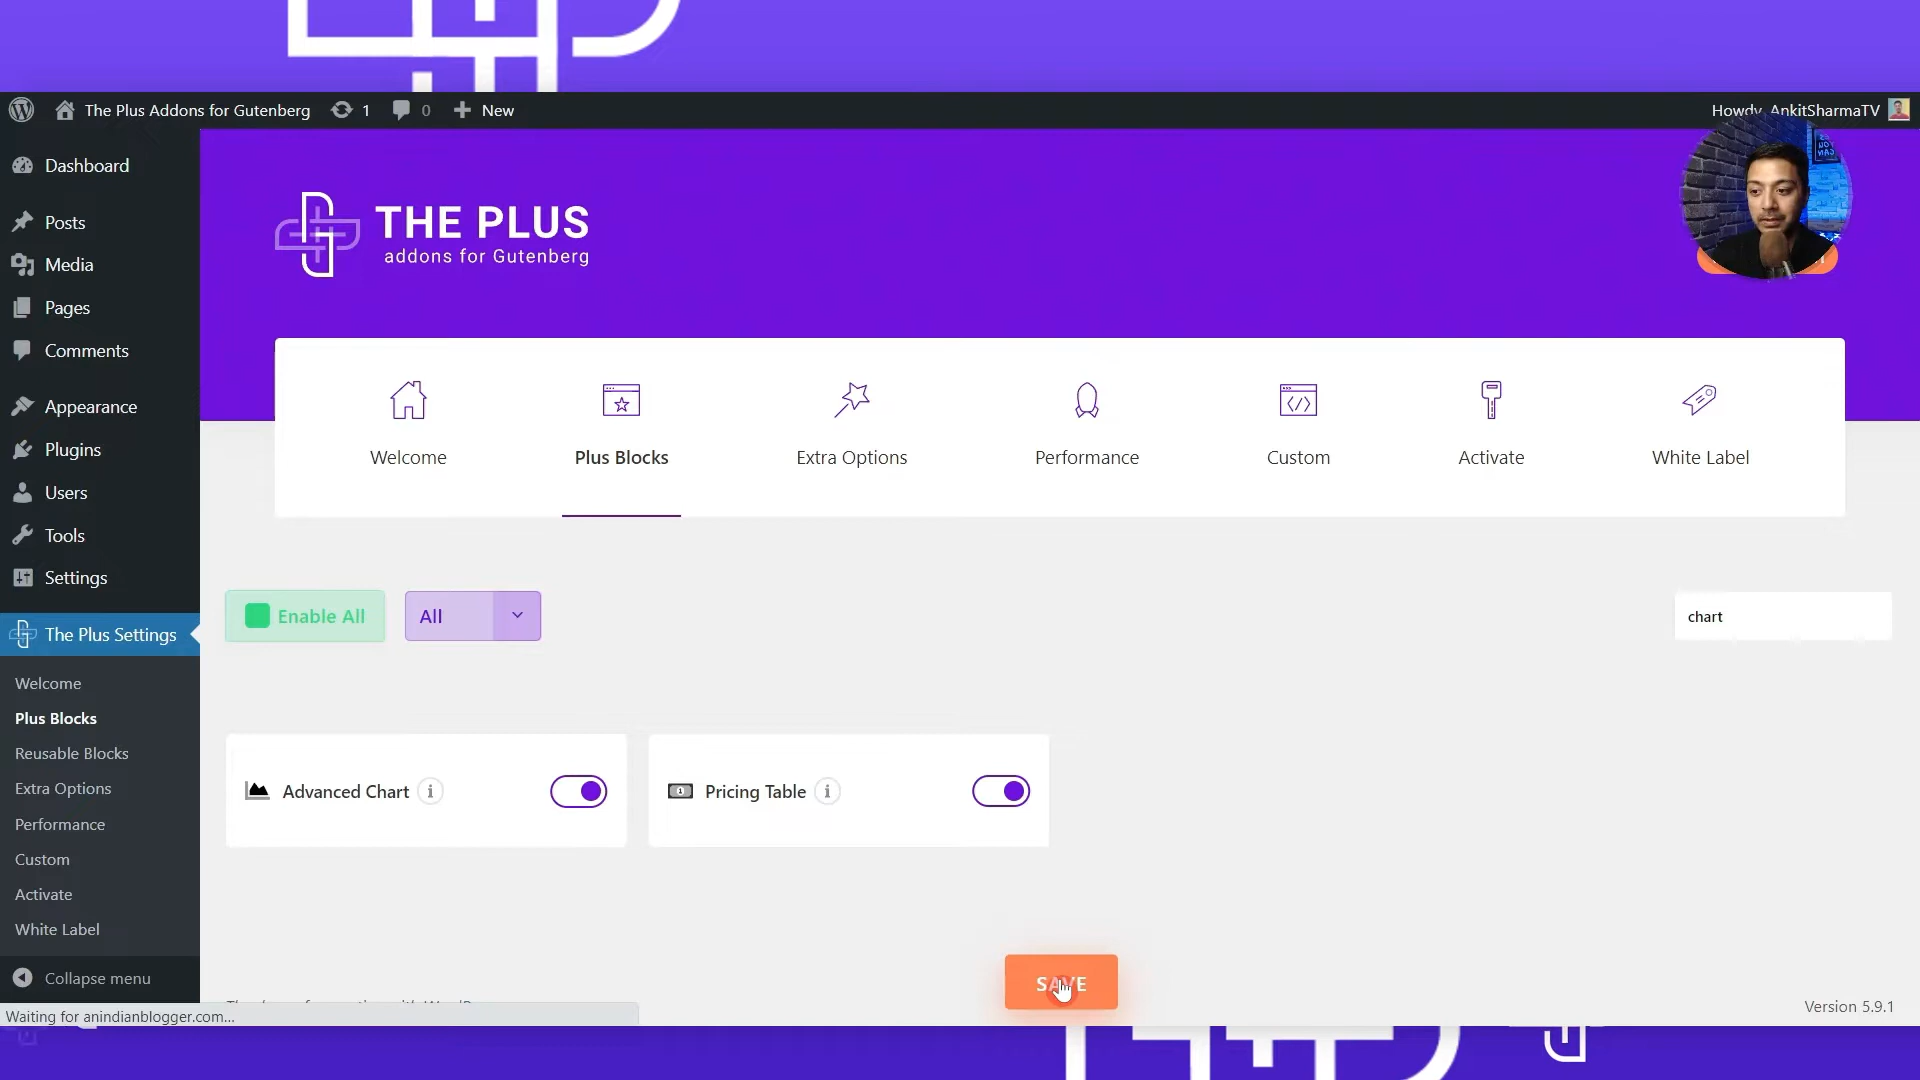 The Plus Addons for Gutenberg
1
0
New
Howdy, AnkitSharmaTV
Dashboard
Posts
Media
Pages
Comments
Appearance
Plugins
Users
Tools
Settings
The Plus Settings
Welcome
Plus Blocks
Reusable Blocks
Extra Options
Performance
Custom
Activate
White Label
Collapse menu
THE PLUS
addons for Gutenberg
YOU
CAN
Welcome
Plus Blocks
Extra Options
Performance
Custom
Activate
White Label
Enable All
All
chart
Advanced Chart
Pricing Table
SAVE
Version 5.9.1
Waiting for anindianblogger.com...